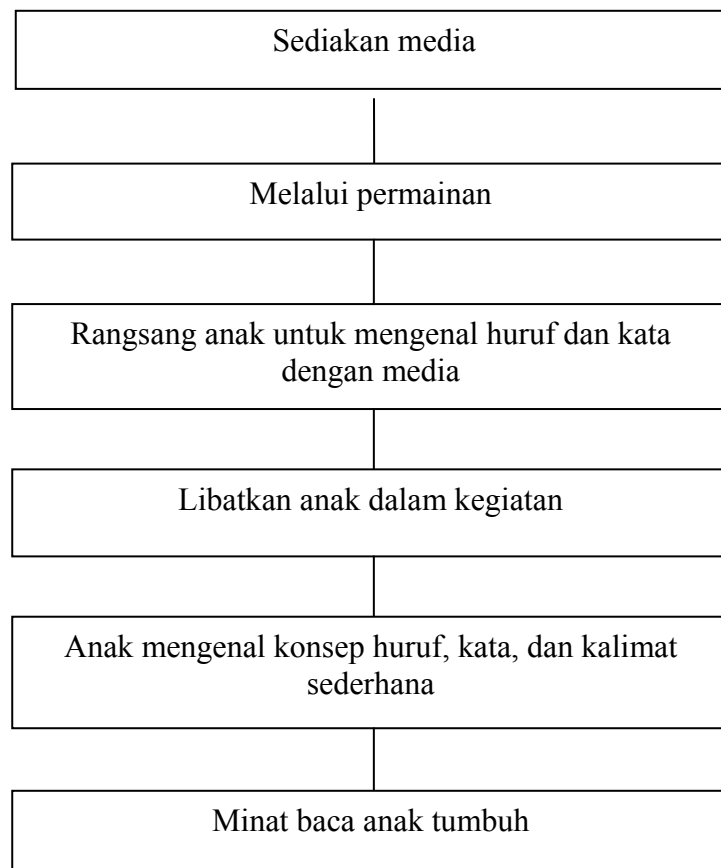 Sediakan media
Melalui permainan
Rangsang anak untuk mengenal huruf dan kata
dengan media
Libatkan anak dalam kegiatan
Anak mengenal konsep huruf, kata, dan kalimat
sederhana
Minat baca anak tumbuh